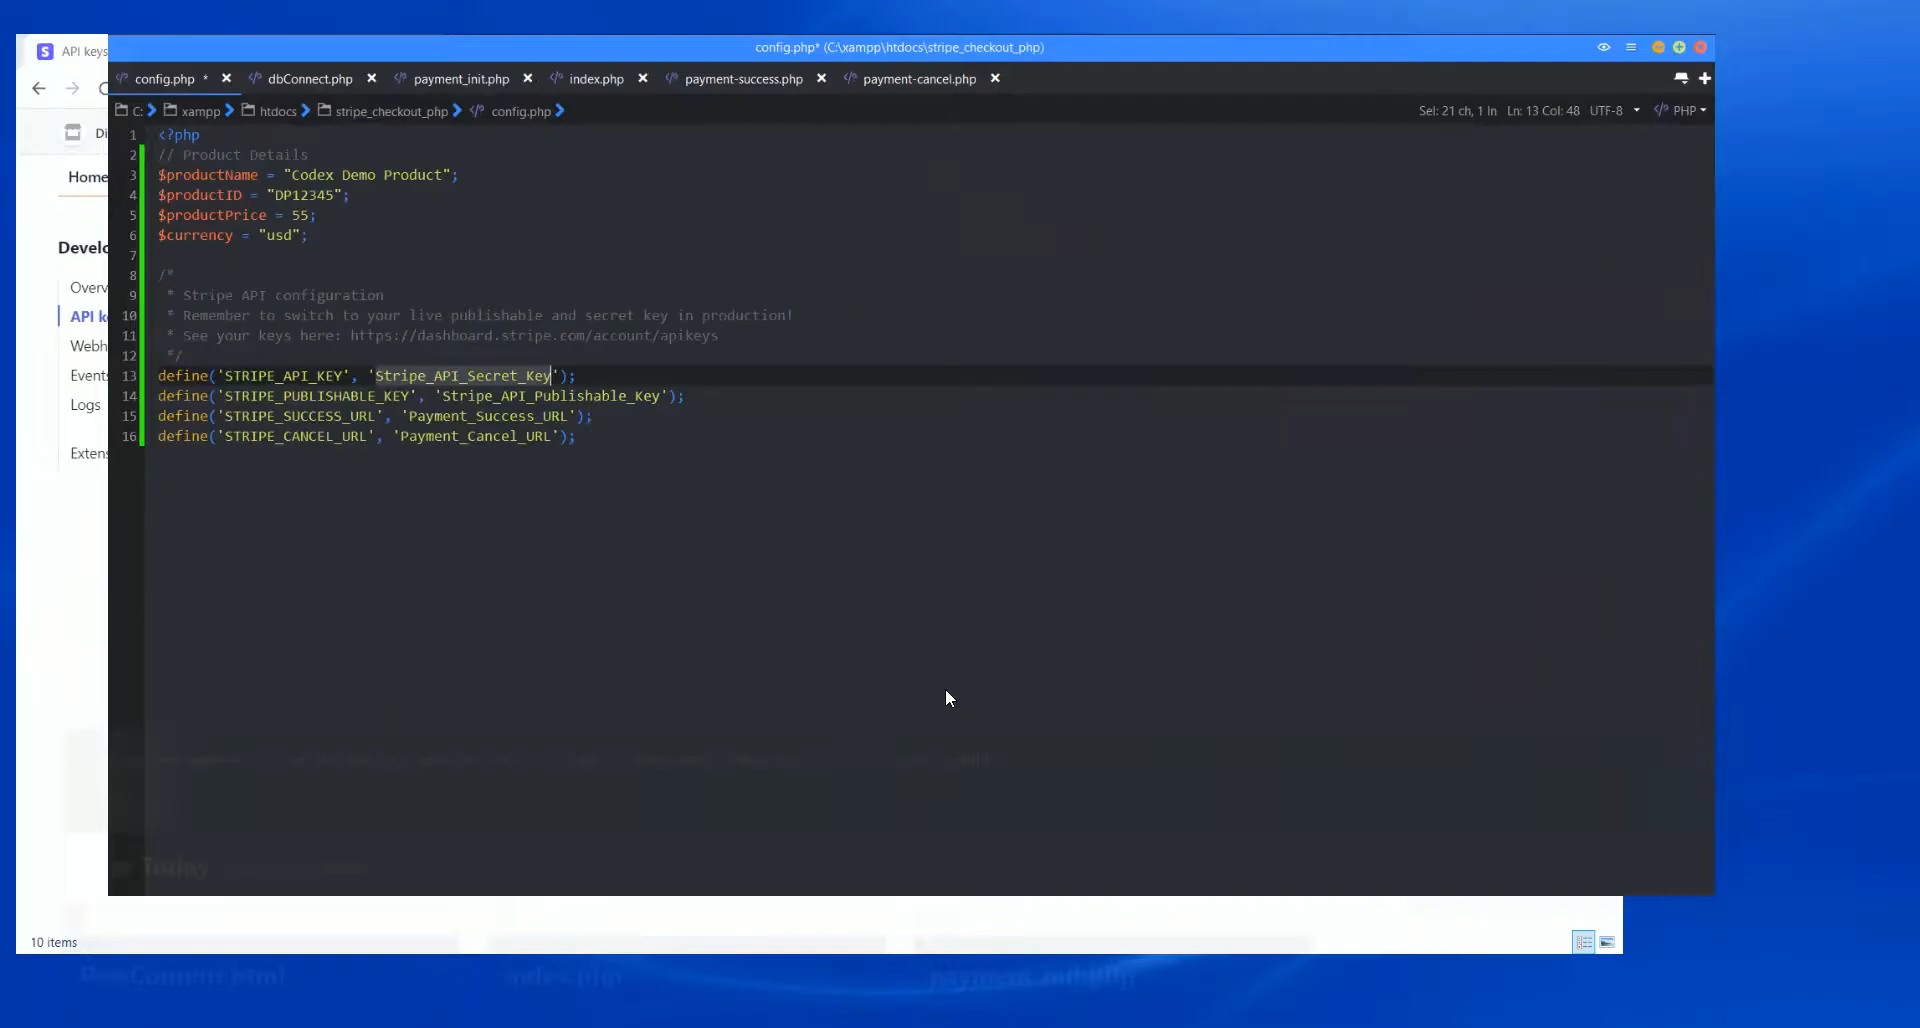 S API keys
config.php* (C:\xampp\htdocs\stripe_checkout_php)
config.php * dbConnect.php payment_init.php index.php payment-success.php payment-cancel.php
C: xampp htdocs stripe_checkout_php config.php
Sel: 21 ch, 1 ln Ln: 13 Col: 48 UTF-8 PHP
Di
Home
Develo
Overv
API k
Webh
Events
Logs
Extens
1 <?php
2 // Product Details
3 $productName = "Codex Demo Product";
4 $productID = "DP12345";
5 $productPrice = 55;
6 $currency = "usd";
7
8 /*
9 * Stripe API configuration
10 * Remember to switch to your live publishable and secret key in production!
11 * See your keys here: https://dashboard.stripe.com/account/apikeys
12 */
13 define('STRIPE_API_KEY', 'Stripe_API_Secret_Key');
14 define('STRIPE_PUBLISHABLE_KEY', 'Stripe_API_Publishable_Key');
15 define('STRIPE_SUCCESS_URL', 'Payment_Success_URL');
16 define('STRIPE_CANCEL_URL', 'Payment_Cancel_URL');
Today
10 items
index.php